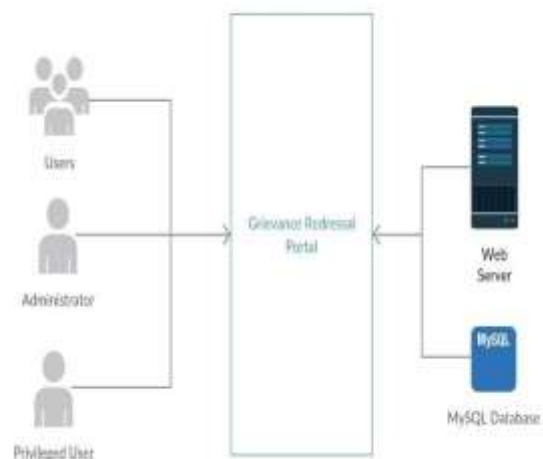 Users
Administrator
Privileged User
Grievance Redressal
Portal
Web
Server
MySQL
MySQL Database